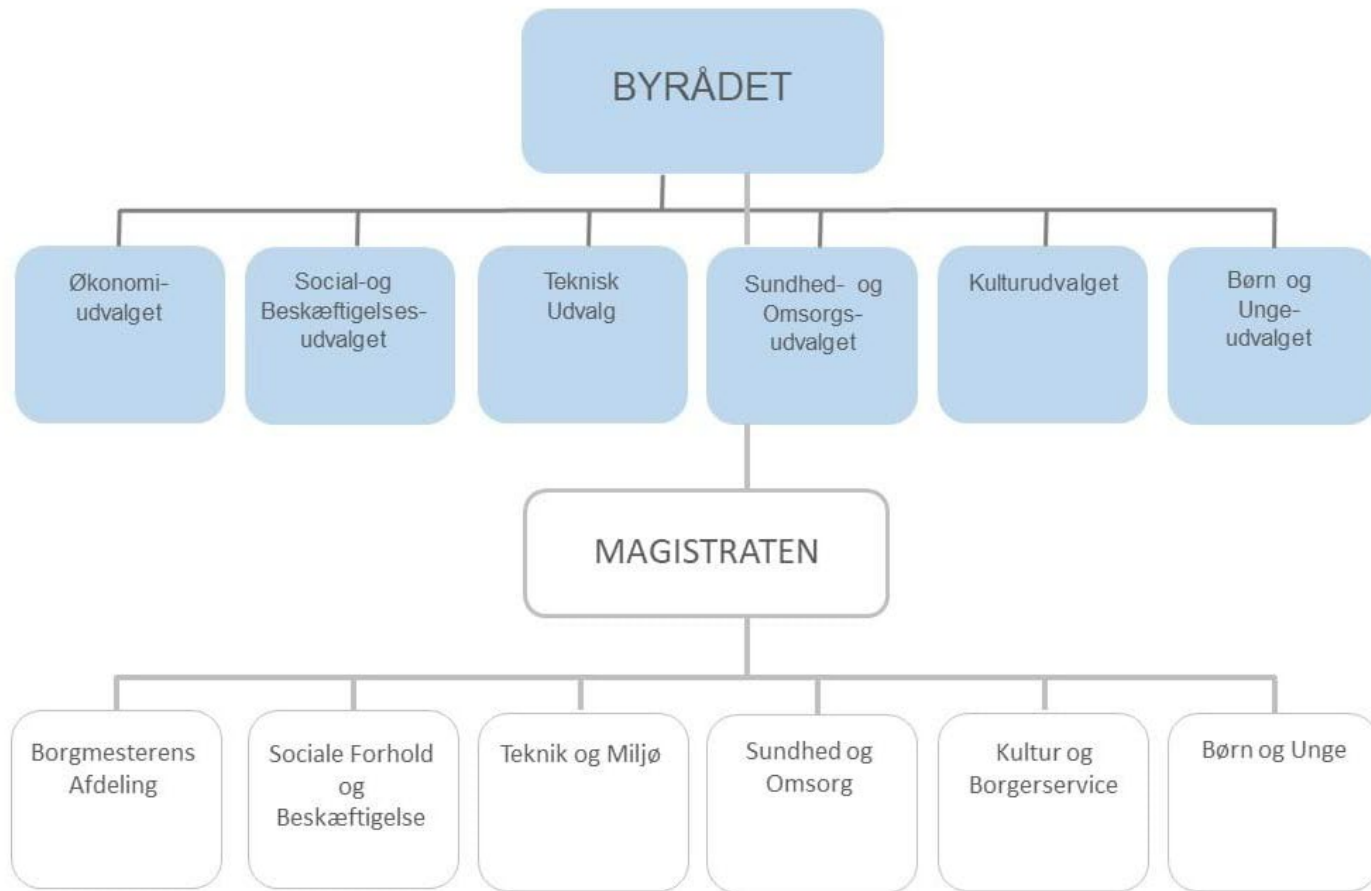 BYRÅDET
Økonomi-
udvalget
Social-og
Beskæftigelses-
udvalget
Teknisk
Udvalg
Sundhed- og
Omsorgs-
udvalget
Kulturudvalget
Børn og
Unge-
udvalget
MAGISTRATEN
Borgmesterens
Afdeling
Sociale Forhold
og
Beskæftigelse
Teknik og Miljø
Sundhed og
Omsorg
Kultur og
Borgerservice
Børn og Unge